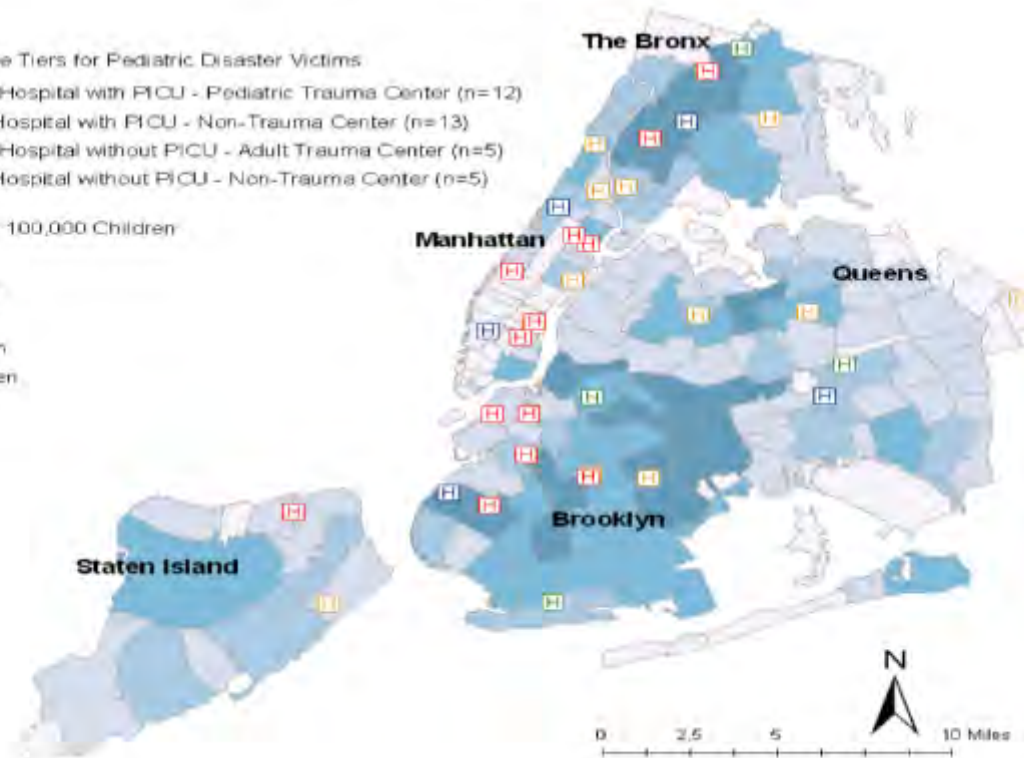 e Tiers for Pediatric Disaster Victims
Hospital with PICU - Pediatric Trauma Center (n=12)
Hospital with PICU - Non-Trauma Center (n=13)
Hospital without PICU - Adult Trauma Center (n=5)
Hospital without PICU - Non-Trauma Center (n=5)
100,000 Children
n
en
The Bronx
Manhattan
Queens
Brooklyn
Staten Island
N
0 2.5 5 10 Miles